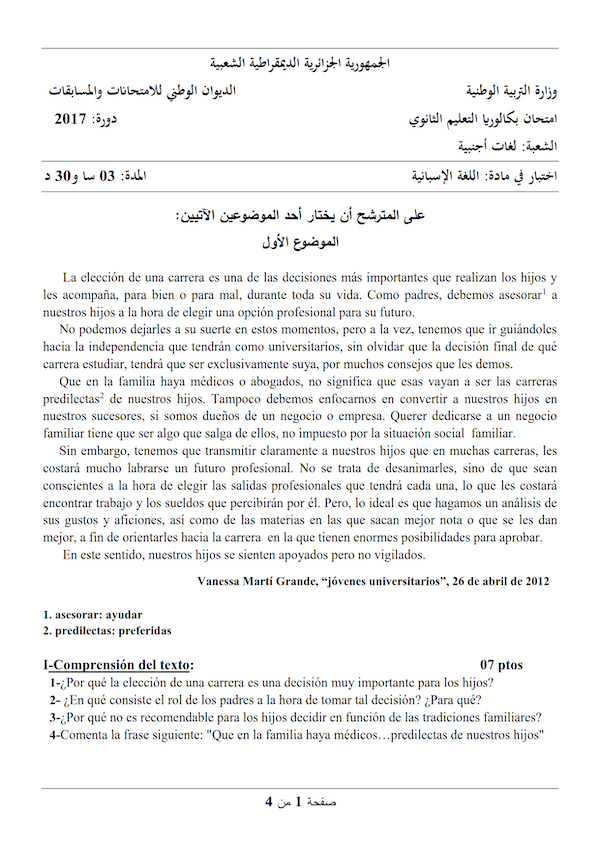 الجمهورية الجزائرية الديمقراطية الشعبية
وزارة التربية الوطنية الديوان الوطني للامتحانات والمسابقات
امتحان بكالوريا التعليم الثانوي دورة: 2017
الشعبة: لغات أجنبية
اختبار في مادة: اللغة الإسبانية المدة: 03 سا و30 د
على المترشح أن يختار أحد الموضوعين الآتيين:
الموضوع الأول
La elección de una carrera es una de las decisiones más importantes que realizan los hijos y
les acompaña, para bien o para mal, durante toda su vida. Como padres, debemos asesorar1 a
nuestros hijos a la hora de elegir una opción profesional para su futuro.
No podemos dejarles a su suerte en estos momentos, pero a la vez, tenemos que ir guiándoles
hacia la independencia que tendrán como universitarios, sin olvidar que la decisión final de qué
carrera estudiar, tendrá que ser exclusivamente suya, por muchos consejos que les demos.
Que en la familia haya médicos o abogados, no significa que esas vayan a ser las carreras
predilectas2 de nuestros hijos. Tampoco debemos enfocarnos en convertir a nuestros hijos en
nuestros sucesores, si somos dueños de un negocio o empresa. Querer dedicarse a un negocio
familiar tiene que ser algo que salga de ellos, no impuesto por la situación social familiar.
Sin embargo, tenemos que transmitir claramente a nuestros hijos que en muchas carreras, les
costará mucho labrarse un futuro profesional. No se trata de desanimarles, sino de que sean
conscientes a la hora de elegir las salidas profesionales que tendrá cada una, lo que les costará
encontrar trabajo y los sueldos que percibirán por él. Pero, lo ideal es que hagamos un análisis de
sus gustos y aficiones, así como de las materias en las que sacan mejor nota o que se les dan
mejor, a fin de orientarles hacia la carrera en la que tienen enormes posibilidades para aprobar.
En este sentido, nuestros hijos se sienten apoyados pero no vigilados.
Vanessa Martí Grande, “jóvenes universitarios”, 26 de abril de 2012
1. asesorar: ayudar
2. predilectas: preferidas
I-Comprensión del texto: 07 ptos
1-¿Por qué la elección de una carrera es una decisión muy importante para los hijos?
2- ¿En qué consiste el rol de los padres a la hora de tomar tal decisión? ¿Para qué?
3-¿Por qué no es recomendable para los hijos decidir en función de las tradiciones familiares?
4-Comenta la frase siguiente: "Que en la familia haya médicos…predilectas de nuestros hijos"
صفحة 1 من 4